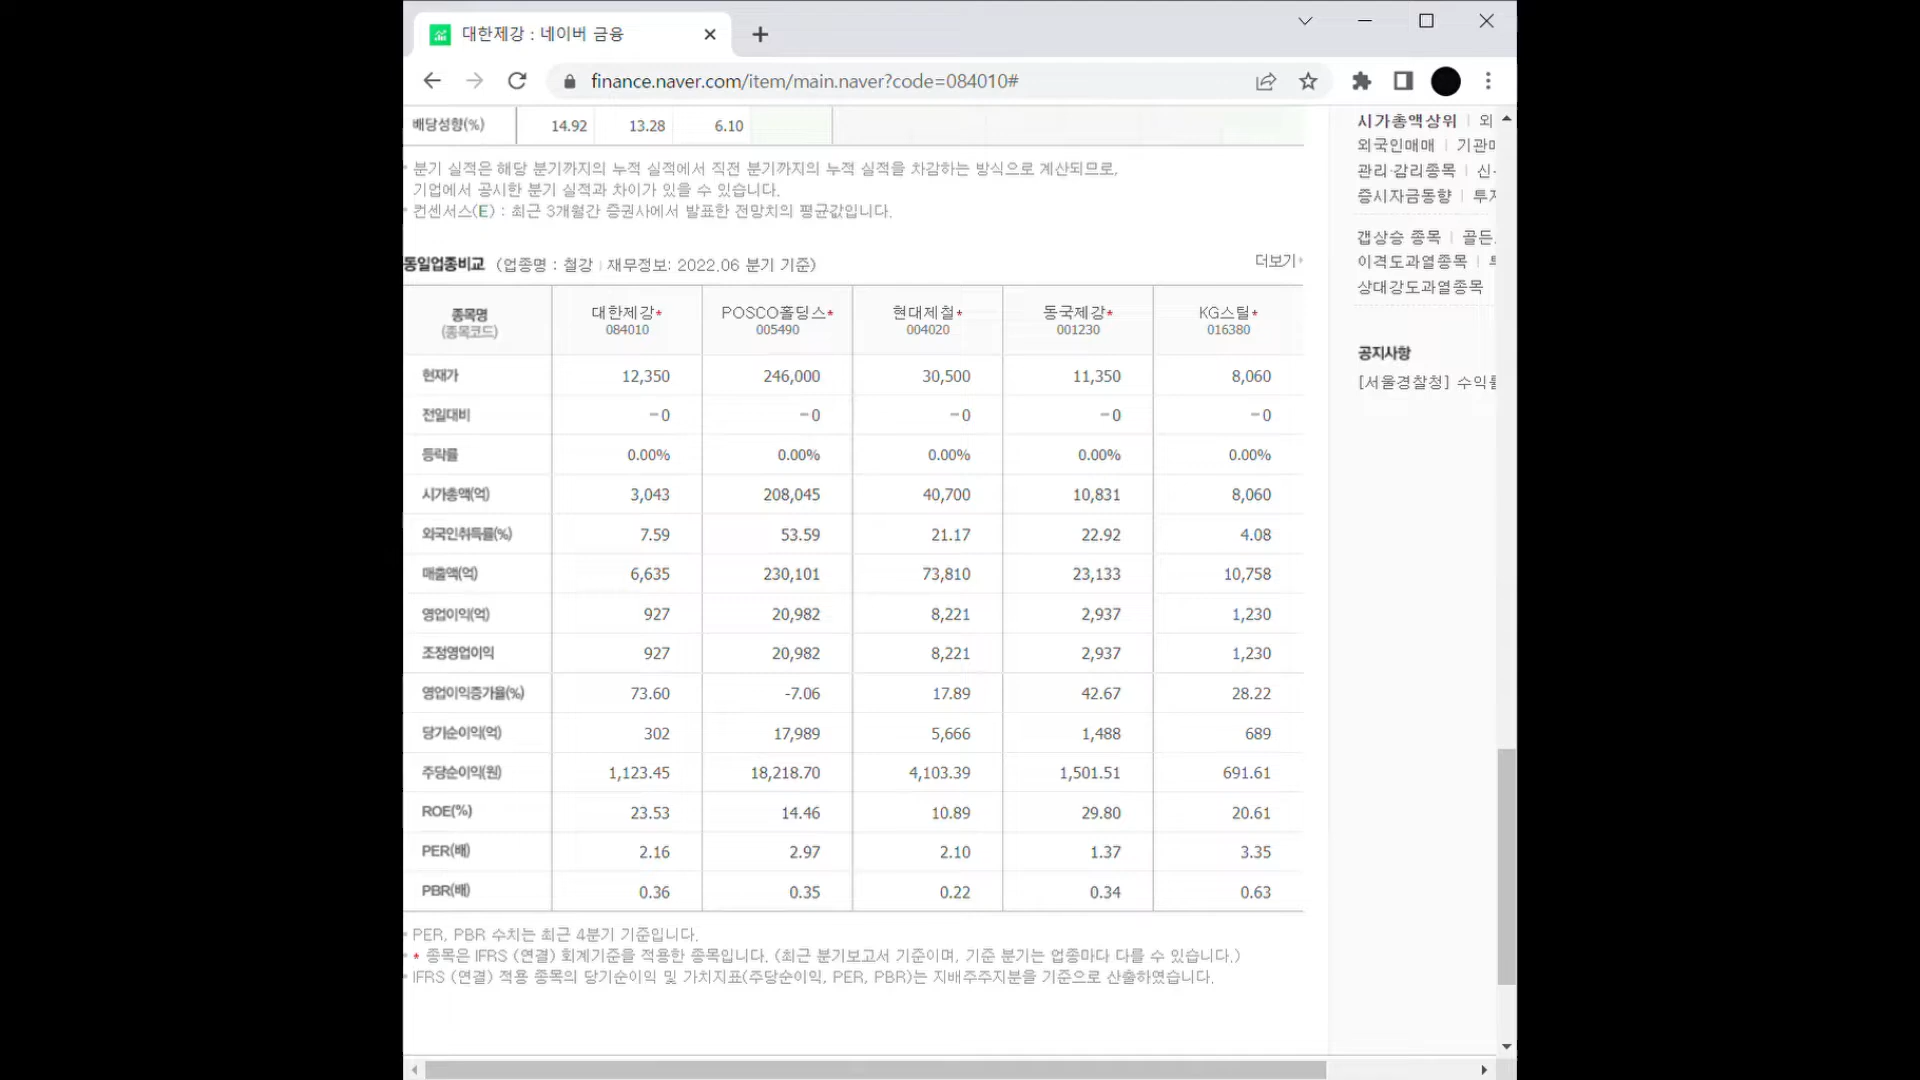 대한제강 : 네이버 금융
finance.naver.com/item/main.naver?code=084010#
배당성향(%) 14.92 13.28 6.10
분기 실적은 해당 분기까지의 누적 실적에서 직전 분기까지의 누적 실적을 차감하는 방식으로 계산되므로,
기업에서 공시한 분기 실적과 차이가 있을 수 있습니다.
컨센서스(E) : 최근 3개월간 증권사에서 발표한 전망치의 평균값입니다.
동일업종비교 (업종명 : 철강 | 재무정보: 2022.06 분기 기준)
더보기
종목명 대한제강* POSCO홀딩스* 현대제철* 동국제강* KG스틸*
(종목코드) 084010 005490 004020 001230 016380
현재가 12,350 246,000 30,500 11,350 8,060
전일대비 -0 -0 -0 -0 -0
등락률 0.00% 0.00% 0.00% 0.00% 0.00%
시가총액(억) 3,043 208,045 40,700 10,831 8,060
외국인취득률(%) 7.59 53.59 21.17 22.92 4.08
매출액(억) 6,635 230,101 73,810 23,133 10,758
영업이익(억) 927 20,982 8,221 2,937 1,230
조정영업이익 927 20,982 8,221 2,937 1,230
영업이익증가율(%) 73.60 -7.06 17.89 42.67 28.22
당기순이익(억) 302 17,989 5,666 1,488 689
주당순이익(원) 1,123.45 18,218.70 4,103.39 1,501.51 691.61
ROE(%) 23.53 14.46 10.89 29.80 20.61
PER(배) 2.16 2.97 2.10 1.37 3.35
PBR(배) 0.36 0.35 0.22 0.34 0.63
PER, PBR 수치는 최근 4분기 기준입니다.
* 종목은 IFRS (연결) 회계기준을 적용한 종목입니다. (최근 분기보고서 기준이며, 기준 분기는 업종마다 다를 수 있습니다.)
IFRS (연결) 적용 종목의 당기순이익 및 가치지표(주당순이익, PER, PBR)는 지배주주지분을 기준으로 산출하였습니다.
시가총액상위 | 외
외국인매매 | 기관
관리·감리종목 | 신
증시자금동향 | 투
갭상승 종목 | 골든
이격도과열종목 |
상대강도과열종목
공지사항
[서울경찰청] 수익